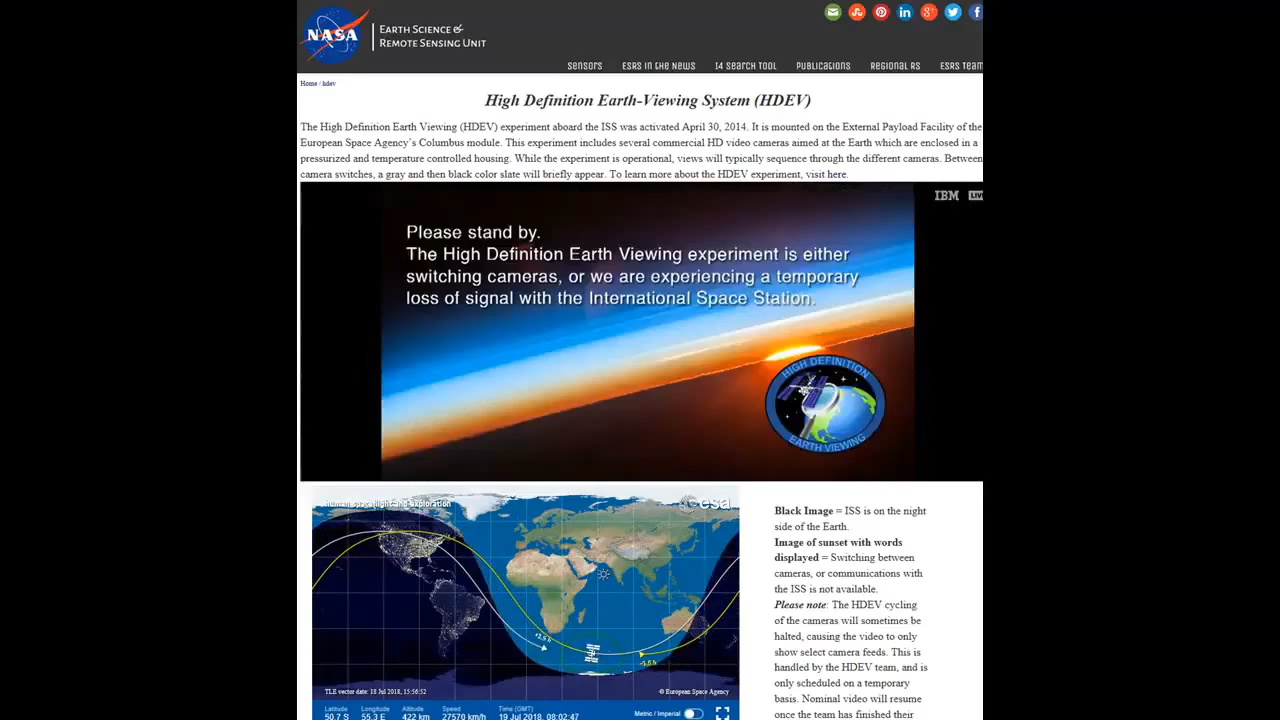 NASA
EARTH SCIENCE &
REMOTE SENSING UNIT
SENSORS ESRS IN THE NEWS I4 SEARCH TOOL PUBLICATIONS REGIONAL RS ESRS TEAM
Home / hdev
High Definition Earth-Viewing System (HDEV)
The High Definition Earth Viewing (HDEV) experiment aboard the ISS was activated April 30, 2014. It is mounted on the External Payload Facility of the
European Space Agency’s Columbus module. This experiment includes several commercial HD video cameras aimed at the Earth which are enclosed in a
pressurized and temperature controlled housing. While the experiment is operational, views will typically sequence through the different cameras. Between
camera switches, a gray and then black color slate will briefly appear. To learn more about the HDEV experiment, visit here.
IBM LIV
Please stand by.
The High Definition Earth Viewing experiment is either
switching cameras, or we are experiencing a temporary
loss of signal with the International Space Station.
HIGH DEFINITION
EARTH VIEWING
human spaceflight and exploration
esa
+1.5 h
-1.5 h
TLE vector date: 18 Jul 2018, 15:56:52
© European Space Agency
Latitude Longitude Altitude Speed Time (GMT)
50.7 S 55.3 E 422 km 27570 km/h 19 Jul 2018, 08:02:47
Metric / Imperial
Black Image = ISS is on the night
side of the Earth.
Image of sunset with words
displayed = Switching between
cameras, or communications with
the ISS is not available.
Please note: The HDEV cycling
of the cameras will sometimes be
halted, causing the video to only
show select camera feeds. This is
handled by the HDEV team, and is
only scheduled on a temporary
basis. Nominal video will resume
once the team has finished their